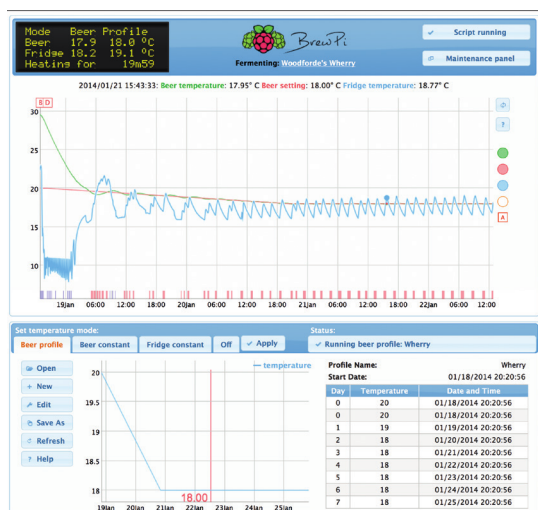 Mode Beer Profile
Beer 17.9 18.0 °C
Fridge 18.2 19.1 °C
Heating for 19m59
BrewPi
Fermenting: Woodforde's Wherry
Script running
Maintenance panel
2014/01/21 15:43:33: Beer temperature: 17.95° C Beer setting: 18.00° C Fridge temperature: 18.77° C
B D
30
25
20
15
10
A
19Jan 06:00 12:00 18:00 20Jan 06:00 12:00 18:00 21Jan 06:00 12:00 18:00 22Jan 06:00 12:00
Set temperature mode:
Status:
Beer profile Beer constant Fridge constant Off Apply
Running beer profile: Wherry
Open
New
Edit
Save As
Refresh
? Help
temperature
20
19.5
19
18.5
18
18.00
19Jan 20Jan 21Jan 22Jan 23Jan 24Jan 25Jan
Profile Name: Wherry
Start Date: 01/18/2014 20:20:56
Day Temperature Date and Time
0 20 01/18/2014 20:20:56
0 20 01/18/2014 20:20:56
1 19 01/19/2014 20:20:56
2 18 01/20/2014 20:20:56
3 18 01/21/2014 20:20:56
4 18 01/22/2014 20:20:56
5 18 01/23/2014 20:20:56
6 18 01/24/2014 20:20:56
7 18 01/25/2014 20:20:56